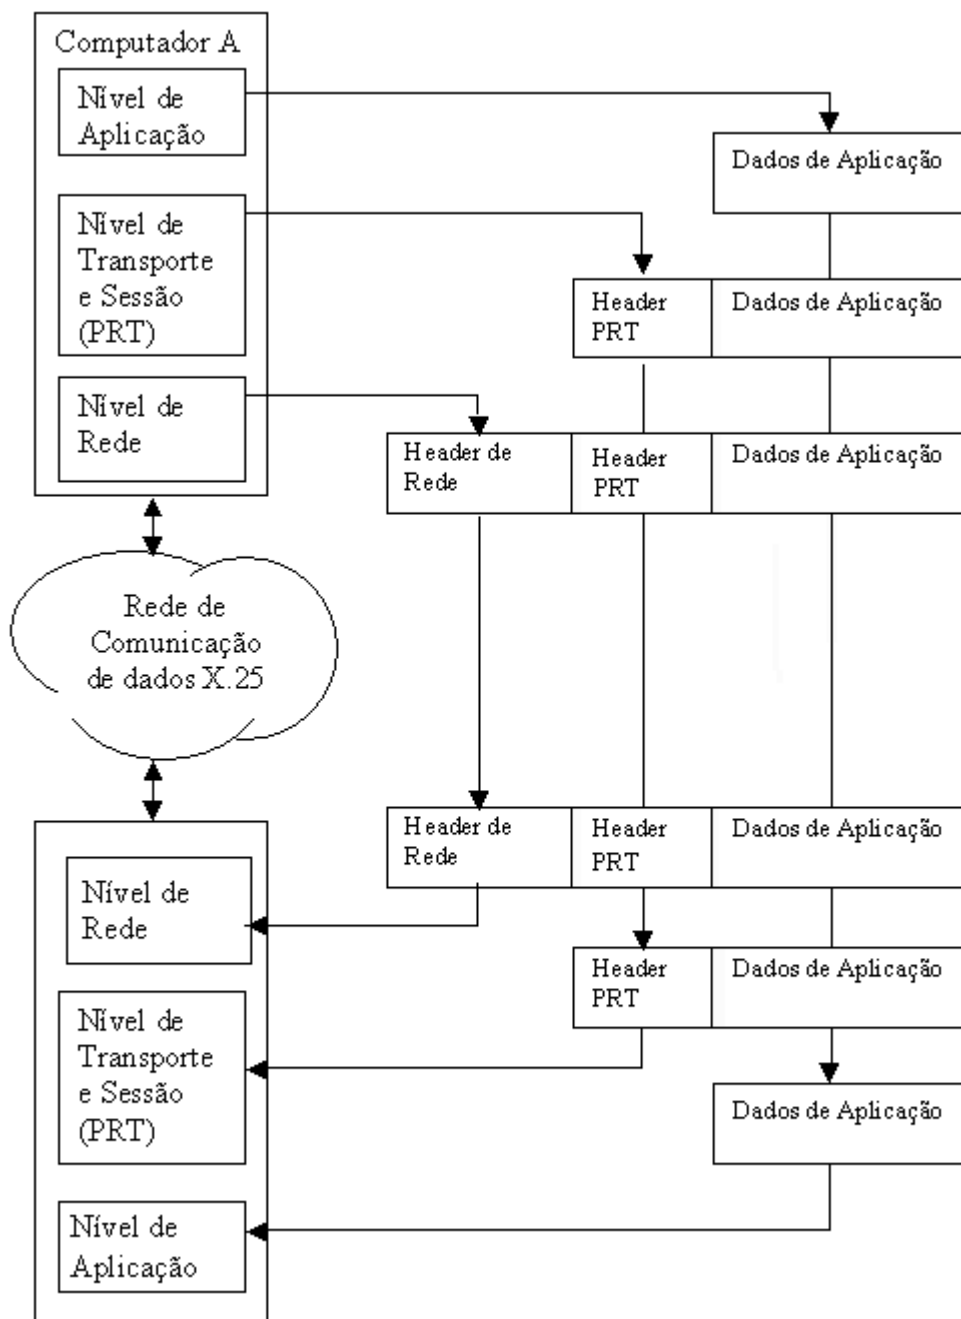 Computador A
Nível de
Aplicação
Dados de Aplicação
Nível de
Transporte
e Sessão
(PRT)
Header
PRT
Dados de Aplicação
Nível de
Rede
Header de
Rede
Header
PRT
Dados de Aplicação
Rede de
Comunicação
de dados X.25
Header de
Rede
Header
PRT
Dados de Aplicação
Nível de
Rede
Header
PRT
Dados de Aplicação
Nível de
Transporte
e Sessão
(PRT)
Dados de Aplicação
Nível de
Aplicação